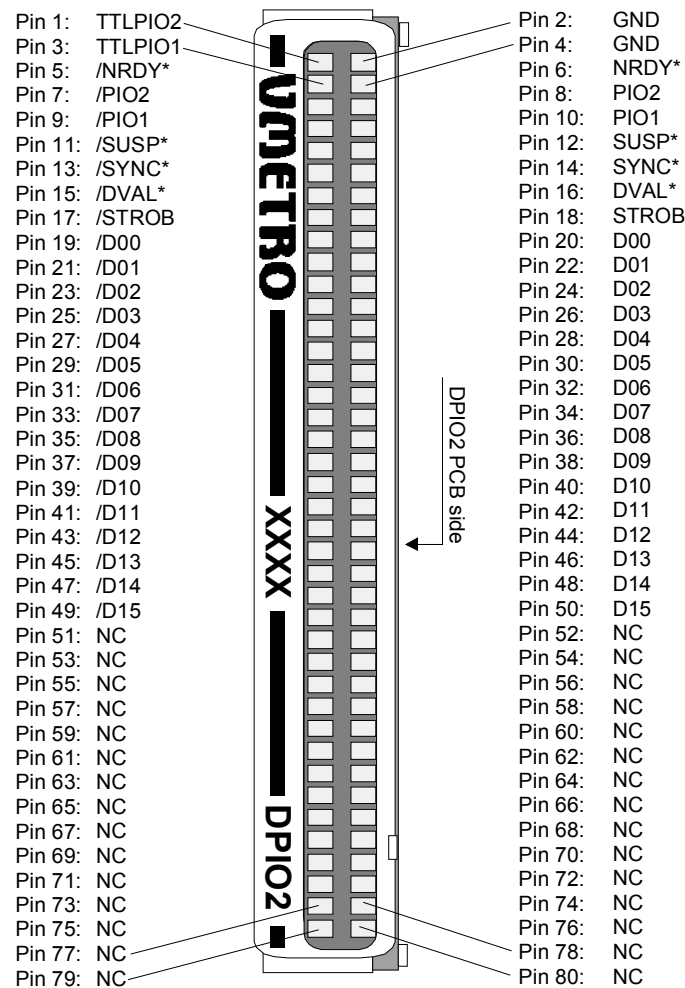 Pin 1: TTLPIO2
Pin 3: TTLPIO1
Pin 5: /NRDY*
Pin 7: /PIO2
Pin 9: /PIO1
Pin 11: /SUSP*
Pin 13: /SYNC*
Pin 15: /DVAL*
Pin 17: /STROB
Pin 19: /D00
Pin 21: /D01
Pin 23: /D02
Pin 25: /D03
Pin 27: /D04
Pin 29: /D05
Pin 31: /D06
Pin 33: /D07
Pin 35: /D08
Pin 37: /D09
Pin 39: /D10
Pin 41: /D11
Pin 43: /D12
Pin 45: /D13
Pin 47: /D14
Pin 49: /D15
Pin 51: NC
Pin 53: NC
Pin 55: NC
Pin 57: NC
Pin 59: NC
Pin 61: NC
Pin 63: NC
Pin 65: NC
Pin 67: NC
Pin 69: NC
Pin 71: NC
Pin 73: NC
Pin 75: NC
Pin 77: NC
Pin 79: NC
VMETRO
XXXX
DPIO2
DPIO2 PCB side
Pin 2: GND
Pin 4: GND
Pin 6: NRDY*
Pin 8: PIO2
Pin 10: PIO1
Pin 12: SUSP*
Pin 14: SYNC*
Pin 16: DVAL*
Pin 18: STROB
Pin 20: D00
Pin 22: D01
Pin 24: D02
Pin 26: D03
Pin 28: D04
Pin 30: D05
Pin 32: D06
Pin 34: D07
Pin 36: D08
Pin 38: D09
Pin 40: D10
Pin 42: D11
Pin 44: D12
Pin 46: D13
Pin 48: D14
Pin 50: D15
Pin 52: NC
Pin 54: NC
Pin 56: NC
Pin 58: NC
Pin 60: NC
Pin 62: NC
Pin 64: NC
Pin 66: NC
Pin 68: NC
Pin 70: NC
Pin 72: NC
Pin 74: NC
Pin 76: NC
Pin 78: NC
Pin 80: NC